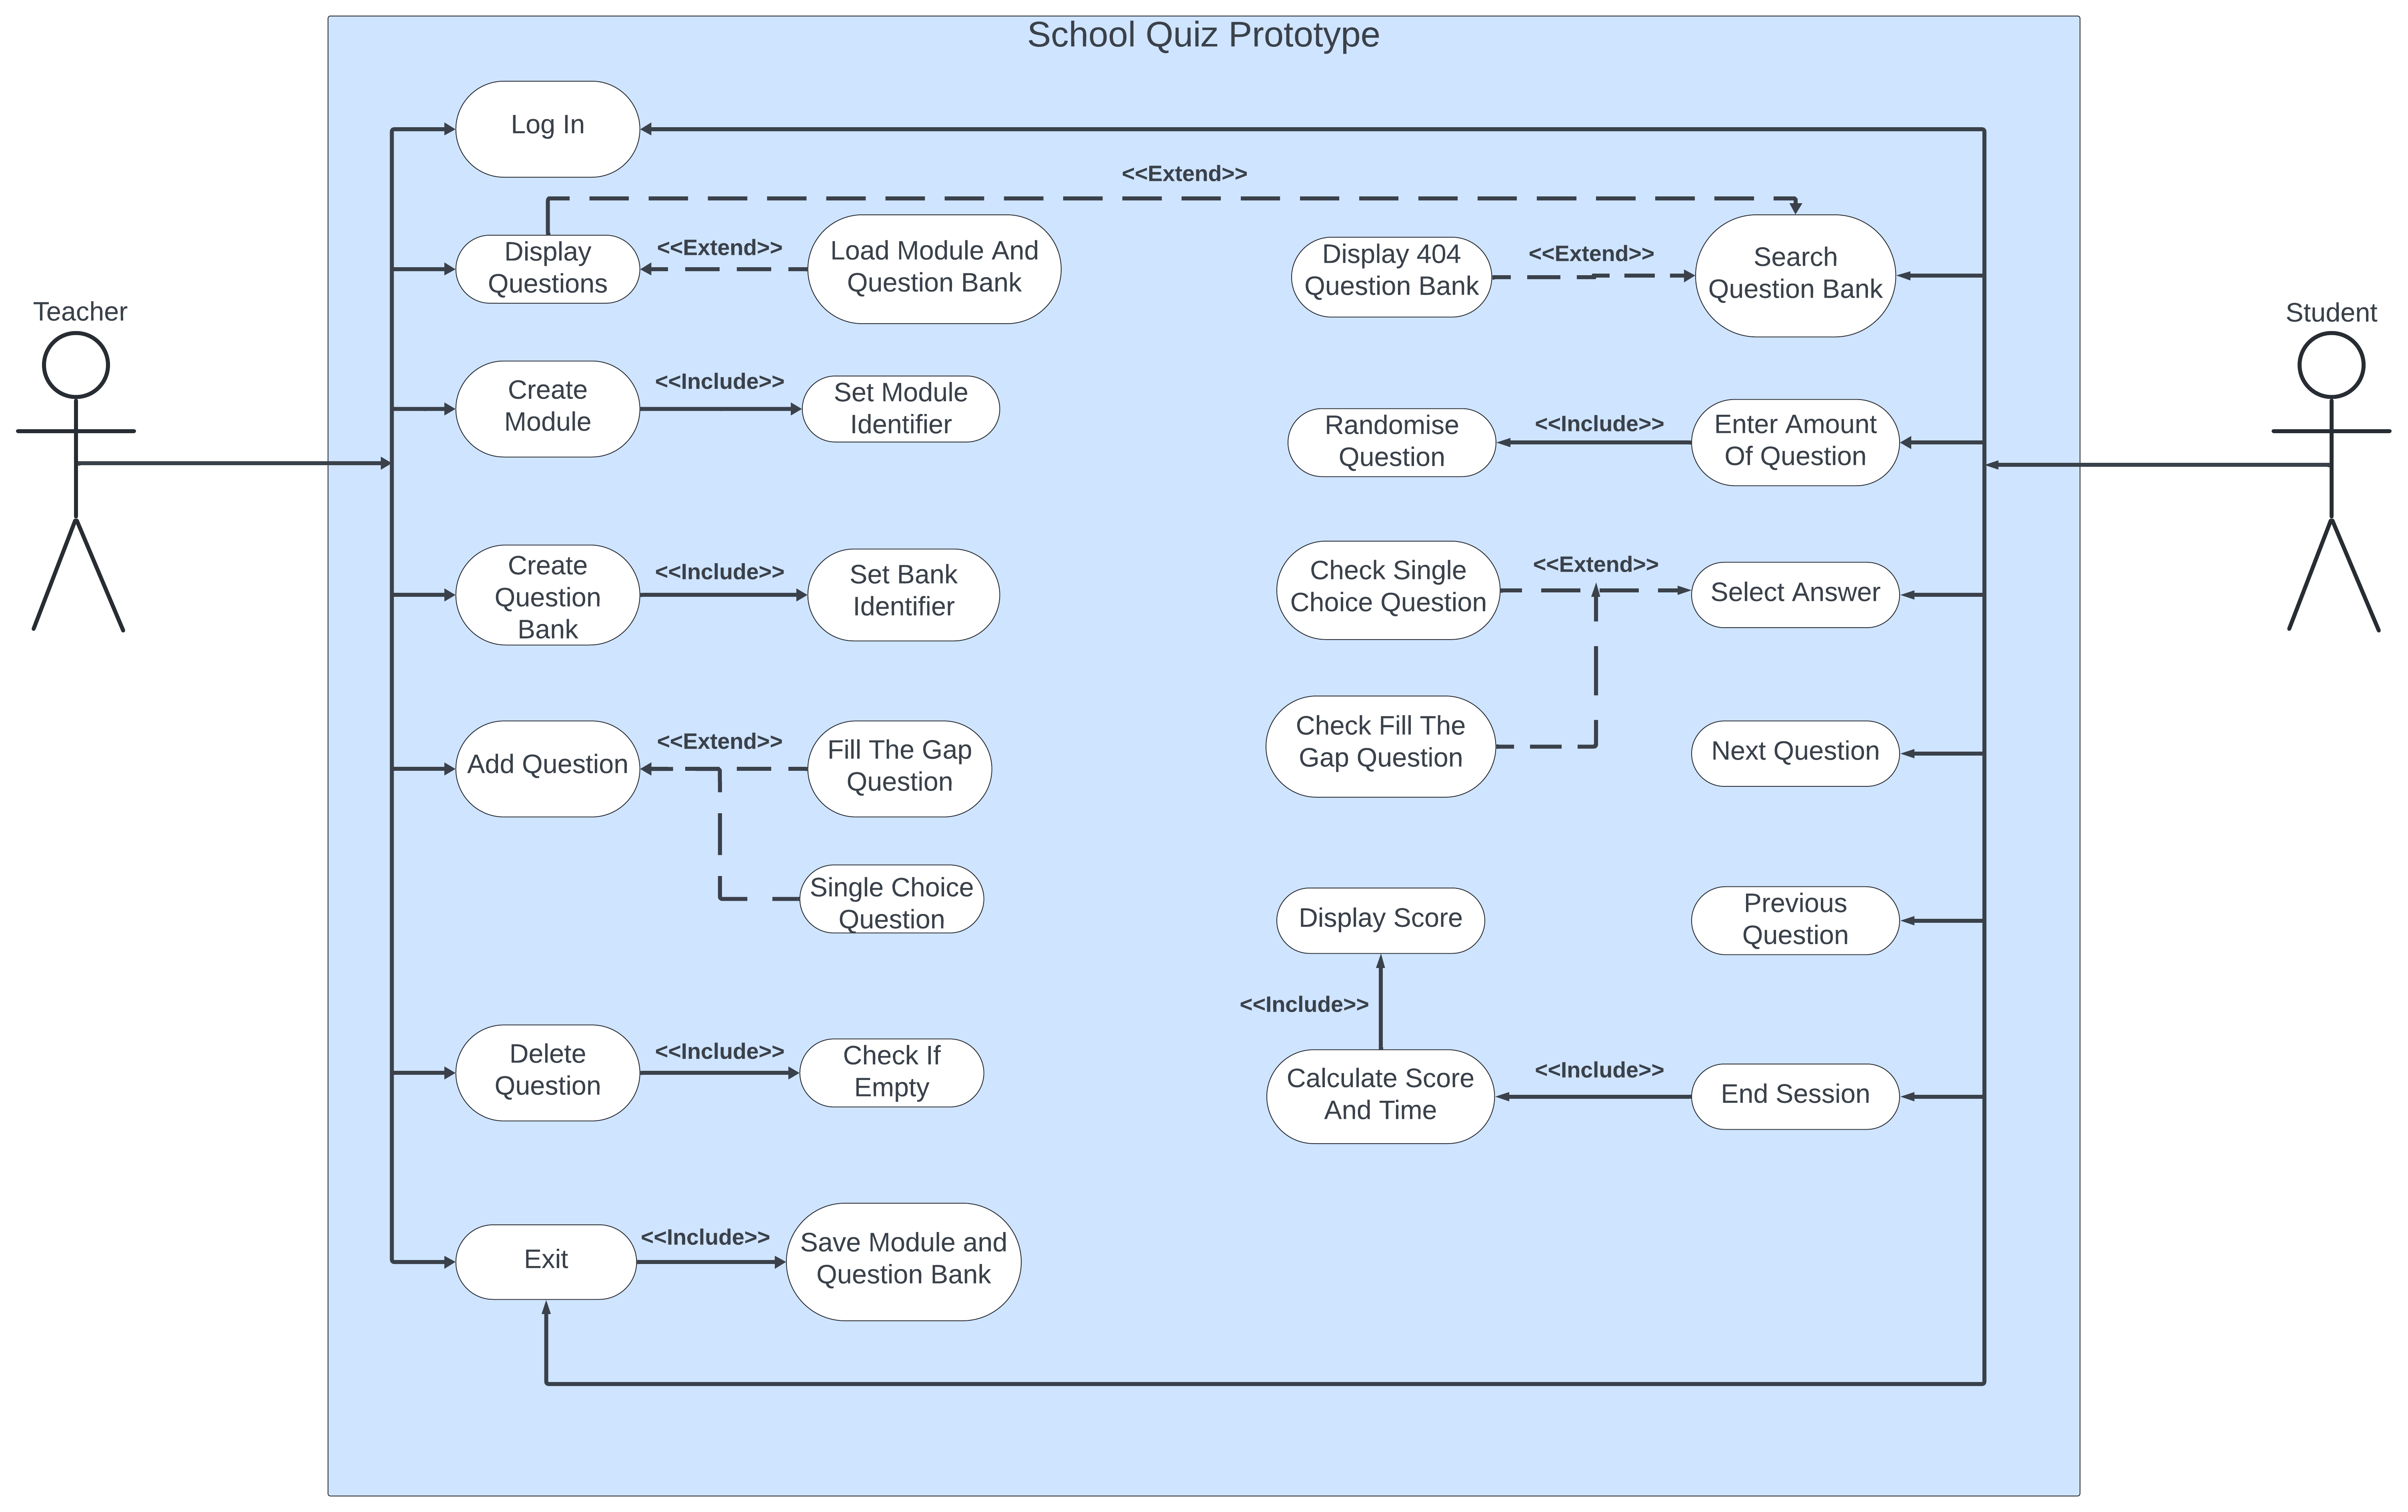 School Quiz Prototype
Log In
<<Extend>>
Display
Questions
<<Extend>>
Load Module And
Question Bank
Display 404
Question Bank
<<Extend>>
Search
Question Bank
Teacher
Student
Create
Module
<<Include>>
Set Module
Identifier
Randomise
Question
<<Include>>
Enter Amount
Of Question
Create
Question
Bank
<<Include>>
Set Bank
Identifier
Check Single
Choice Question
<<Extend>>
Select Answer
Add Question
<<Extend>>
Fill The Gap
Question
Check Fill The
Gap Question
Next Question
Single Choice
Question
Display Score
Previous
Question
<<Include>>
Delete
Question
<<Include>>
Check If
Empty
Calculate Score
And Time
<<Include>>
End Session
Exit
<<Include>>
Save Module and
Question Bank